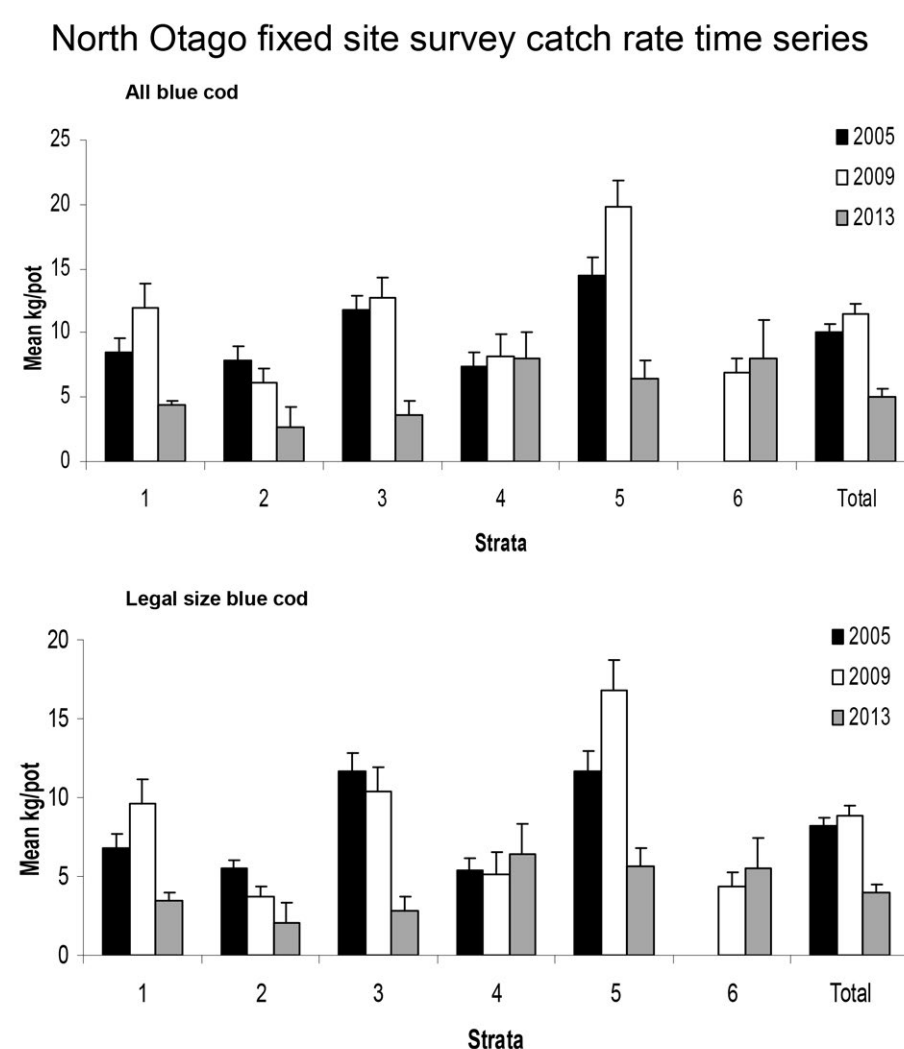 North Otago fixed site survey catch rate time series
All blue cod
25
20
15
10
5
0
Mean kg/pot
2005
2009
2013
1 2 3 4 5 6 Total
Strata
Legal size blue cod
20
15
10
5
0
Mean kg/pot
2005
2009
2013
1 2 3 4 5 6 Total
Strata